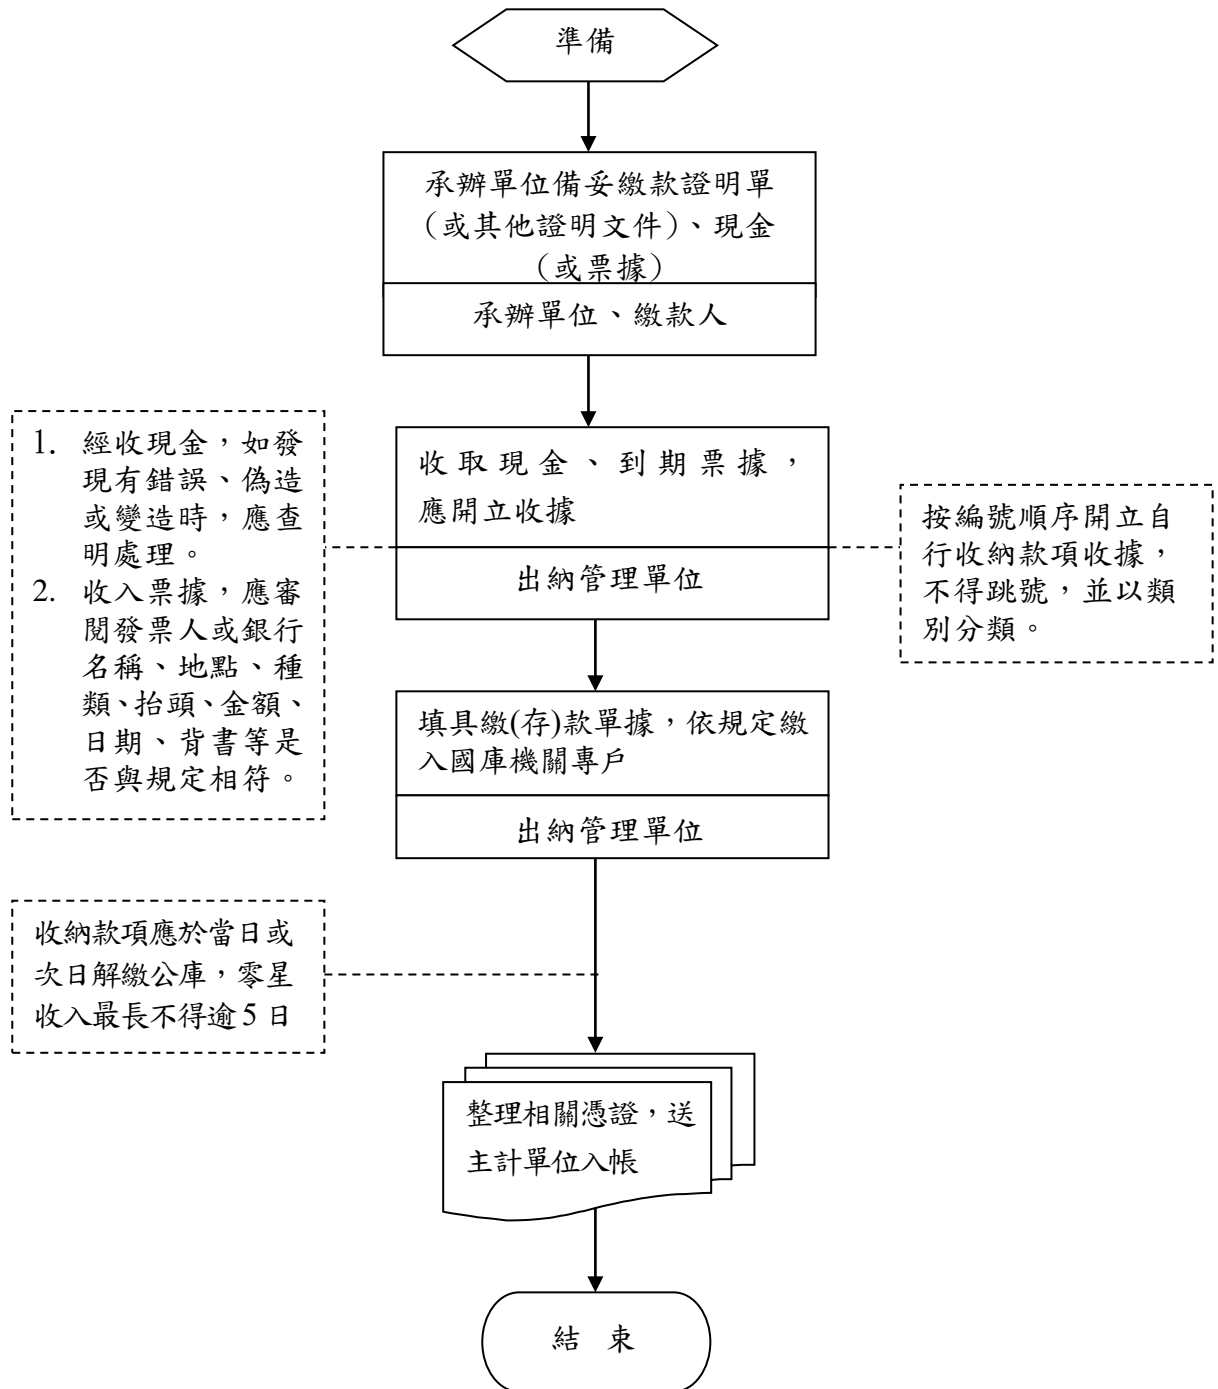 準備
承辦單位備妥繳款證明單
(或其他證明文件)、現金
(或票據)
承辦單位、繳款人
1. 經收現金，如發
現有錯誤、偽造
或變造時，應查
明處理。
2. 收入票據，應審
閱發票人或銀行
名稱、地點、種
類、抬頭、金額、
日期、背書等是
否與規定相符。
收取現金、到期票據，
應開立收據
出納管理單位
按編號順序開立自
行收納款項收據，
不得跳號，並以類
別分類。
填具繳(存)款單據，依規定繳
入國庫機關專戶
出納管理單位
收納款項應於當日或
次日解繳公庫，零星
收入最長不得逾5日
整理相關憑證，送
主計單位入帳
結 束